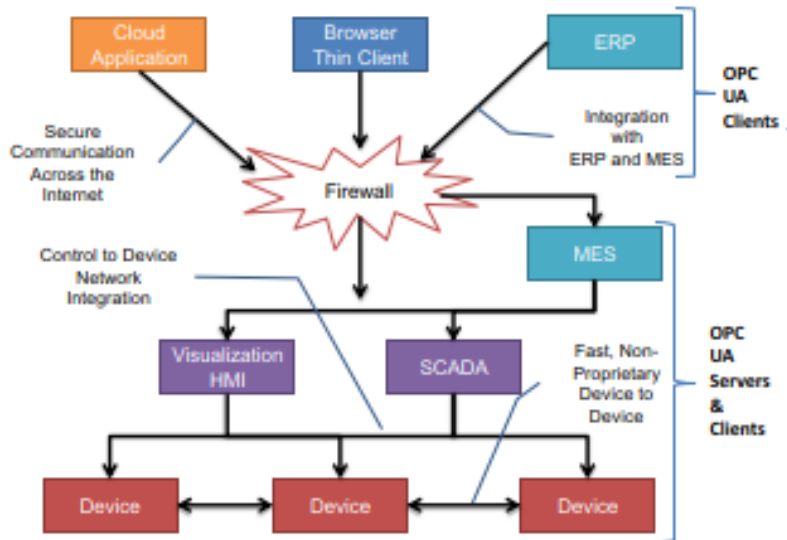 Cloud
Application
Browser
Thin Client
ERP
OPC
UA
Clients
Secure
Communication
Across the
Internet
Integration
with
ERP and MES
Firewall
MES
Control to Device
Network
Integration
Visualization
HMI
SCADA
Fast, Non-
Proprietary
Device to
Device
OPC
UA
Servers
&
Clients
Device
Device
Device